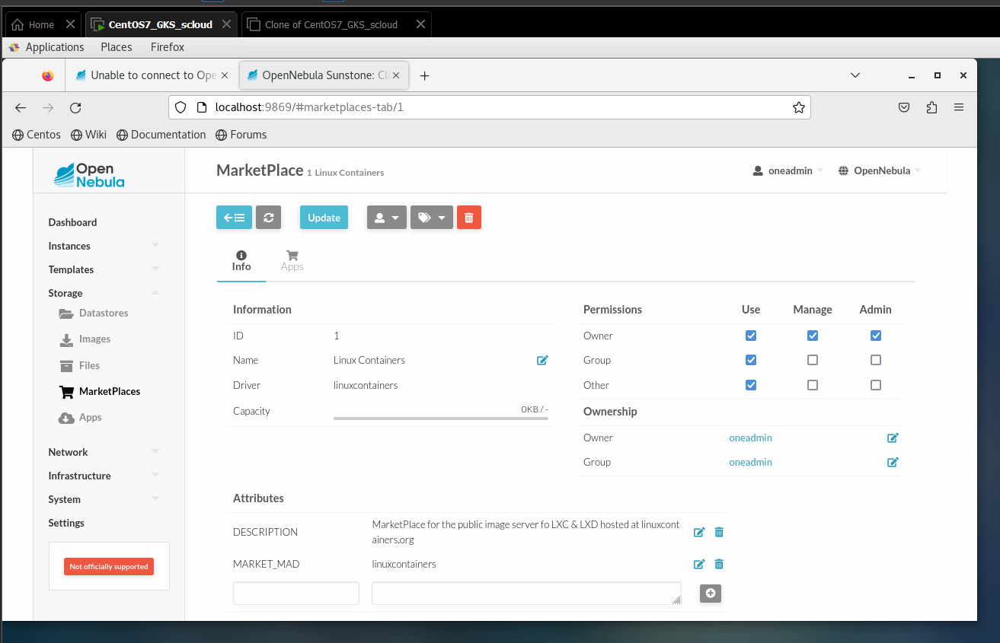 Home
CentOS7_GKS_scloud
Clone of CentOS7_GKS_scloud
Applications Places Firefox
Unable to connect to Ope
OpenNebula Sunstone: Cl
localhost:9869/#marketplaces-tab/1
Centos Wiki Documentation Forums
Open
Nebula
MarketPlace 1 Linux Containers
oneadmin
OpenNebula
Dashboard
Instances
Templates
Storage
Datastores
Images
Files
MarketPlaces
Apps
Network
Infrastructure
System
Settings
Not officially supported
Update
Info
Apps
Information
ID 1
Name Linux Containers
Driver linuxcontainers
Capacity 0KB / -
Permissions Use Manage Admin
Owner
Group
Other
Ownership
Owner oneadmin
Group oneadmin
Attributes
DESCRIPTION
MarketPlace for the public image server fo LXC & LXD hosted at linuxcont
ainers.org
MARKET_MAD linuxcontainers